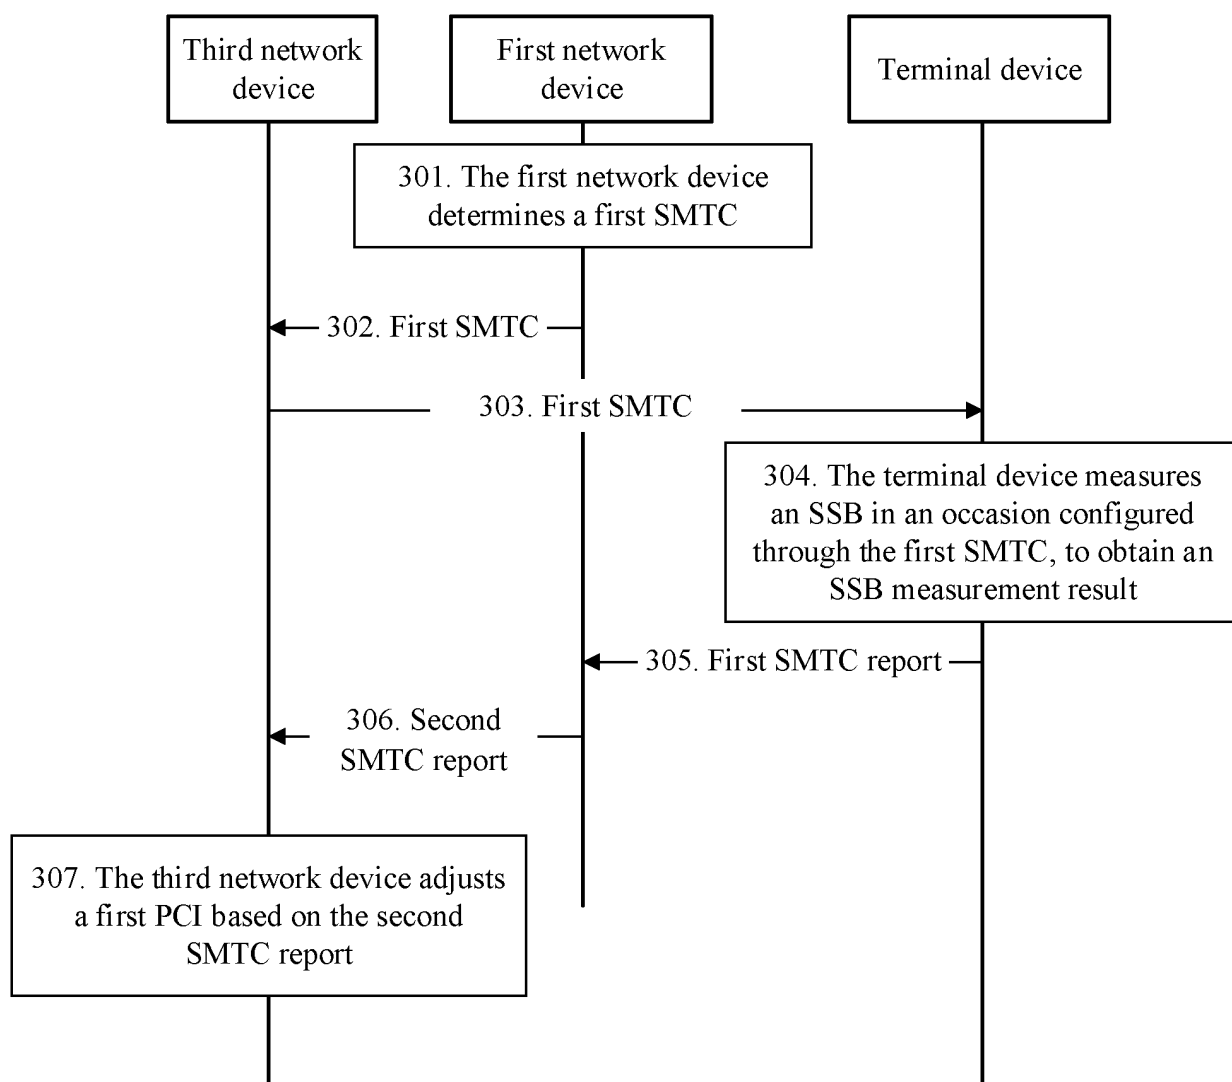 Third network
device
First network
device
Terminal device
301. The first network device
determines a first SMTC
302. First SMTC
303. First SMTC
304. The terminal device measures
an SSB in an occasion configured
through the first SMTC, to obtain an
SSB measurement result
305. First SMTC report
306. Second
SMTC report
307. The third network device adjusts
a first PCI based on the second
SMTC report